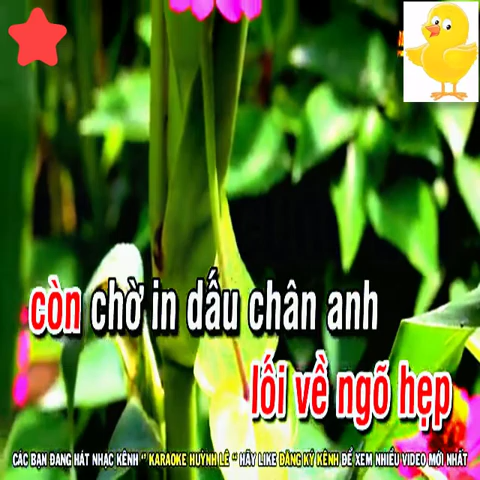 còn chờ in dấu chân anh
lối về ngõ hẹp
CÁC BẠN ĐANG HÁT NHẠC KÊNH " KARAOKE HUỲNH LÊ " HÃY LIKE ĐĂNG KÝ KÊNH ĐỂ XEM NHIỀU VIDEO MỚI NHẤT